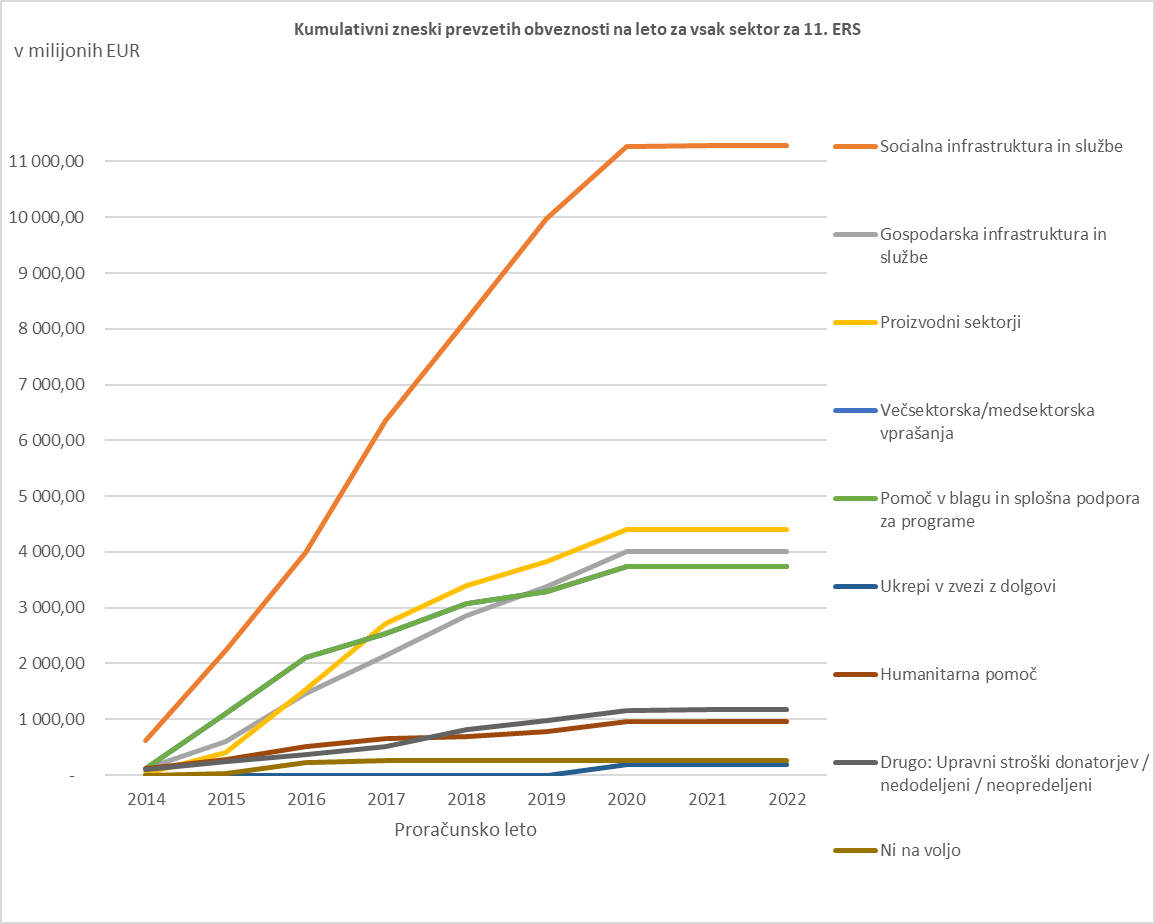 Kumulativni zneski prevzetih obveznosti na leto za vsak sektor za 11. ERS
v milijonih EUR
11 000,00
10 000,00
9 000,00
8 000,00
7 000,00
6 000,00
5 000,00
4 000,00
3 000,00
2 000,00
1 000,00
-
2014 2015 2016 2017 2018 2019 2020 2021 2022
Proračunsko leto
Socialna infrastruktura in službe
Gospodarska infrastruktura in
službe
Proizvodni sektorji
Večsektorska/medsektorska
vprašanja
Pomoč v blagu in splošna podpora
za programe
Ukrepi v zvezi z dolgovi
Humanitarna pomoč
Drugo: Upravni stroški donatorjev /
nedodeljeni / neopredeljeni
Ni na voljo